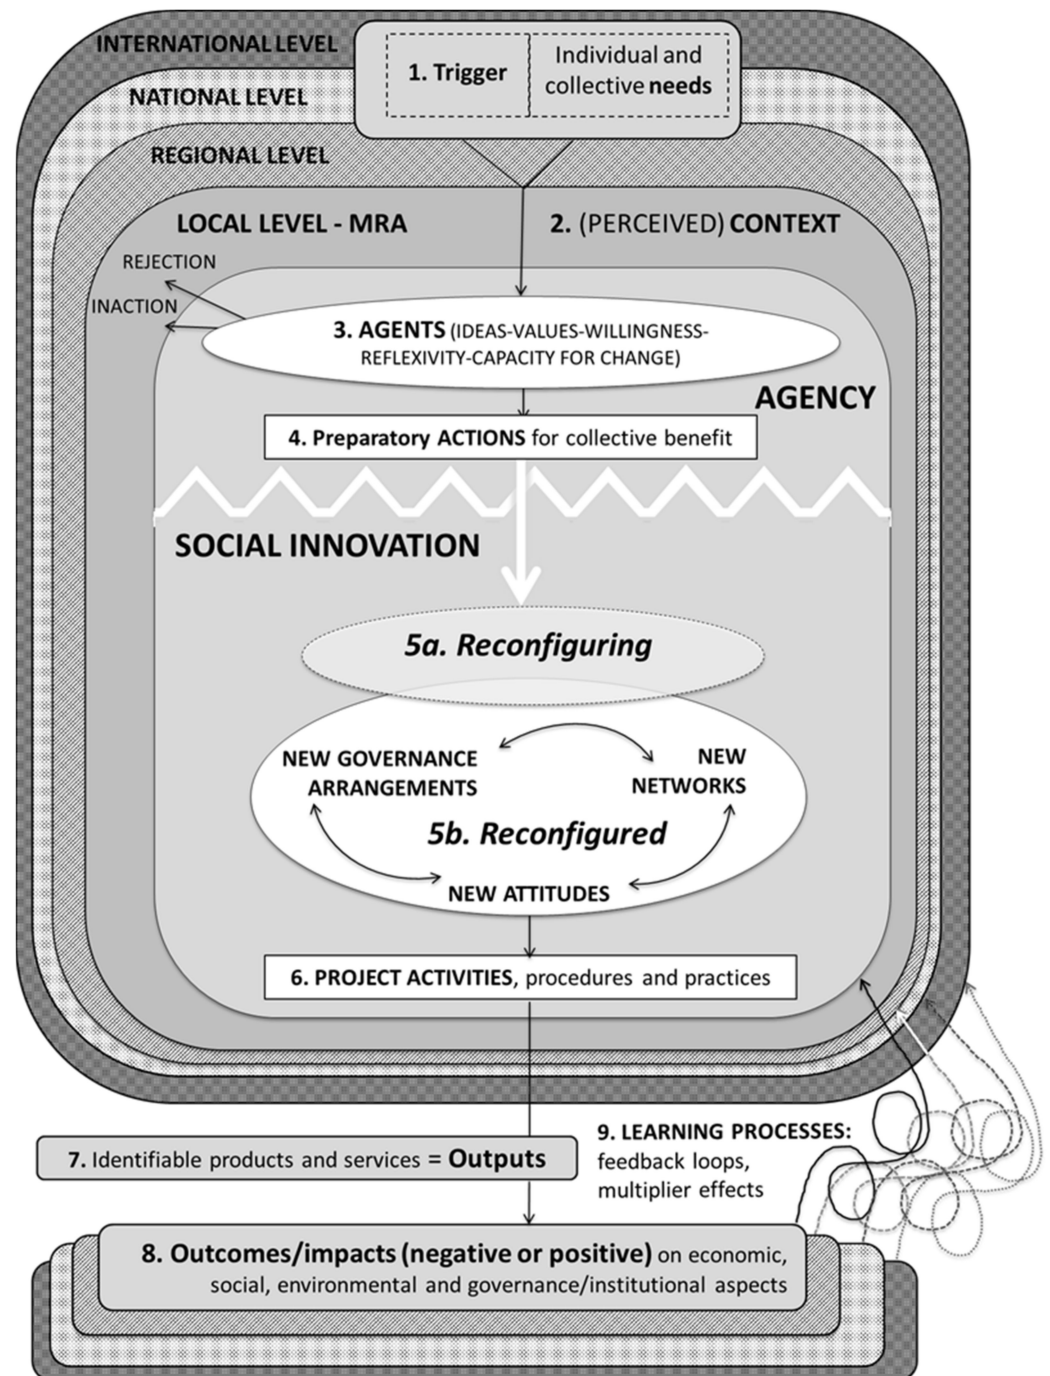 INTERNATIONAL LEVEL
1. Trigger
Individual and
collective needs
NATIONAL LEVEL
REGIONAL LEVEL
LOCAL LEVEL - MRA
2. (PERCEIVED) CONTEXT
REJECTION
INACTION
3. AGENTS (IDEAS-VALUES-WILLINGNESS-
REFLEXIVITY-CAPACITY FOR CHANGE)
AGENCY
4. Preparatory ACTIONS for collective benefit
SOCIAL INNOVATION
5a. Reconfiguring
NEW GOVERNANCE
ARRANGEMENTS
NEW
NETWORKS
5b. Reconfigured
NEW ATTITUDES
6. PROJECT ACTIVITIES, procedures and practices
7. Identifiable products and services = Outputs
9. LEARNING PROCESSES:
feedback loops,
multiplier effects
8. Outcomes/impacts (negative or positive) on economic,
social, environmental and governance/institutional aspects